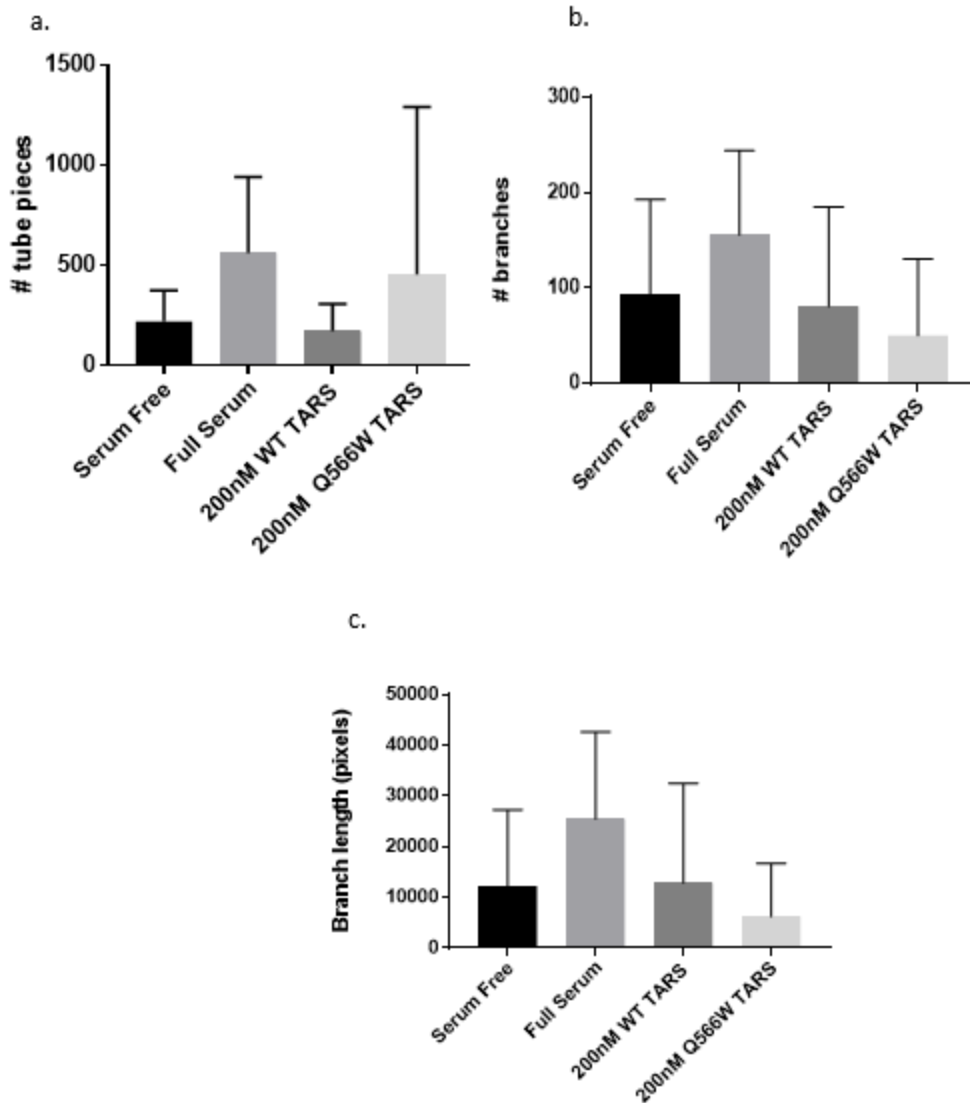 a.
# tube pieces
1500
1000
500
0
Serum Free
Full Serum
200nM WT TARS
200nM Q566W TARS
b.
# branches
300
200
100
0
Serum Free
Full Serum
200nM WT TARS
200nM Q566W TARS
c.
Branch length (pixels)
50000
40000
30000
20000
10000
0
Serum Free
Full Serum
200nM WT TARS
200nM Q566W TARS